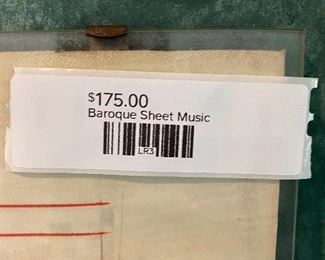 $175.00
Baroque Sheet Music
LR3